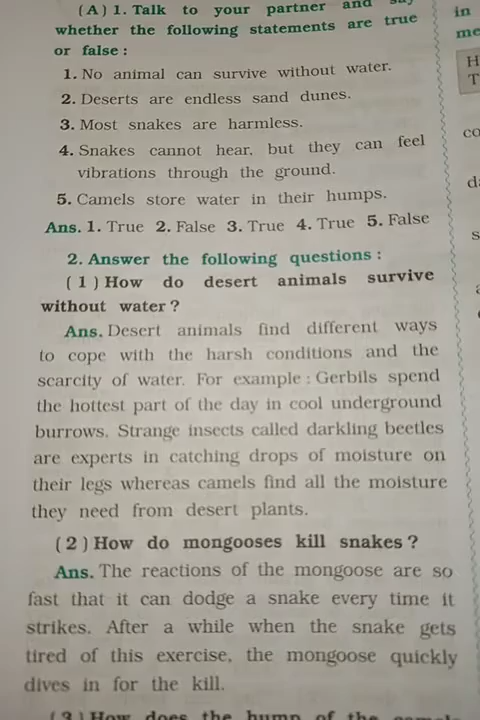 (A) 1. Talk to your partner and say
whether the following statements are true
or false :
1. No animal can survive without water.
2. Deserts are endless sand dunes.
3. Most snakes are harmless.
4. Snakes cannot hear, but they can feel
vibrations through the ground.
5. Camels store water in their humps.
Ans. 1. True 2. False 3. True 4. True 5. False
2. Answer the following questions :
(1) How do desert animals survive
without water ?
Ans. Desert animals find different ways
to cope with the harsh conditions and the
scarcity of water. For example : Gerbils spend
the hottest part of the day in cool underground
burrows. Strange insects called darkling beetles
are experts in catching drops of moisture on
their legs whereas camels find all the moisture
they need from desert plants.
(2) How do mongooses kill snakes ?
Ans. The reactions of the mongoose are so
fast that it can dodge a snake every time it
strikes. After a while when the snake gets
tired of this exercise, the mongoose quickly
dives in for the kill.
(3) How does the hump of the
in